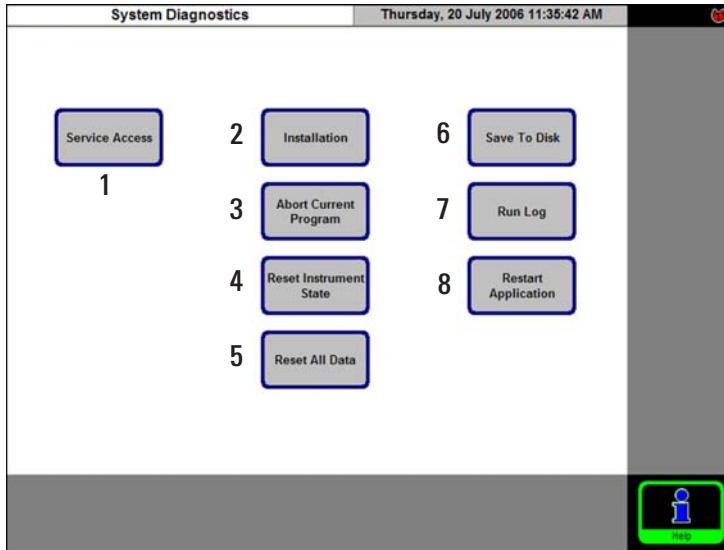 System Diagnostics
Thursday, 20 July 2006 11:35:42 AM
Service Access
1
2
Installation
3
Abort Current
Program
4
Reset Instrument
State
5
Reset All Data
6
Save To Disk
7
Run Log
8
Restart
Application
Help